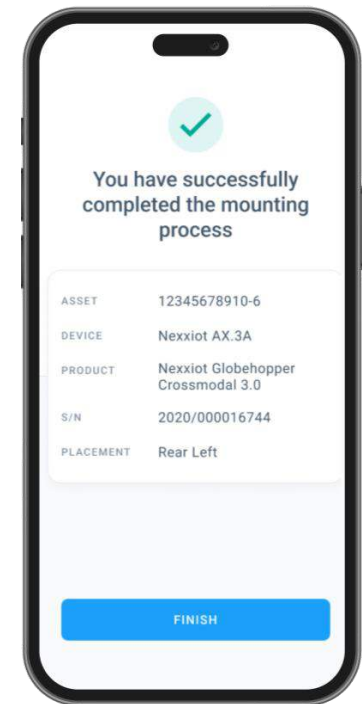 You have successfully
completed the mounting
process
ASSET 12345678910-6
DEVICE Nexxiot AX.3A
PRODUCT Nexxiot Globehopper
Crossmodal 3.0
S/N 2020/000016744
PLACEMENT Rear Left
FINISH